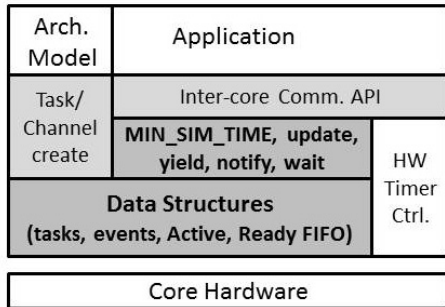 Arch.
Model
Application
Task/
Channel
create
Inter-core Comm. API
MIN_SIM_TIME, update,
yield, notify, wait
HW
Timer
Ctrl.
Data Structures
(tasks, events, Active, Ready FIFO)
Core Hardware